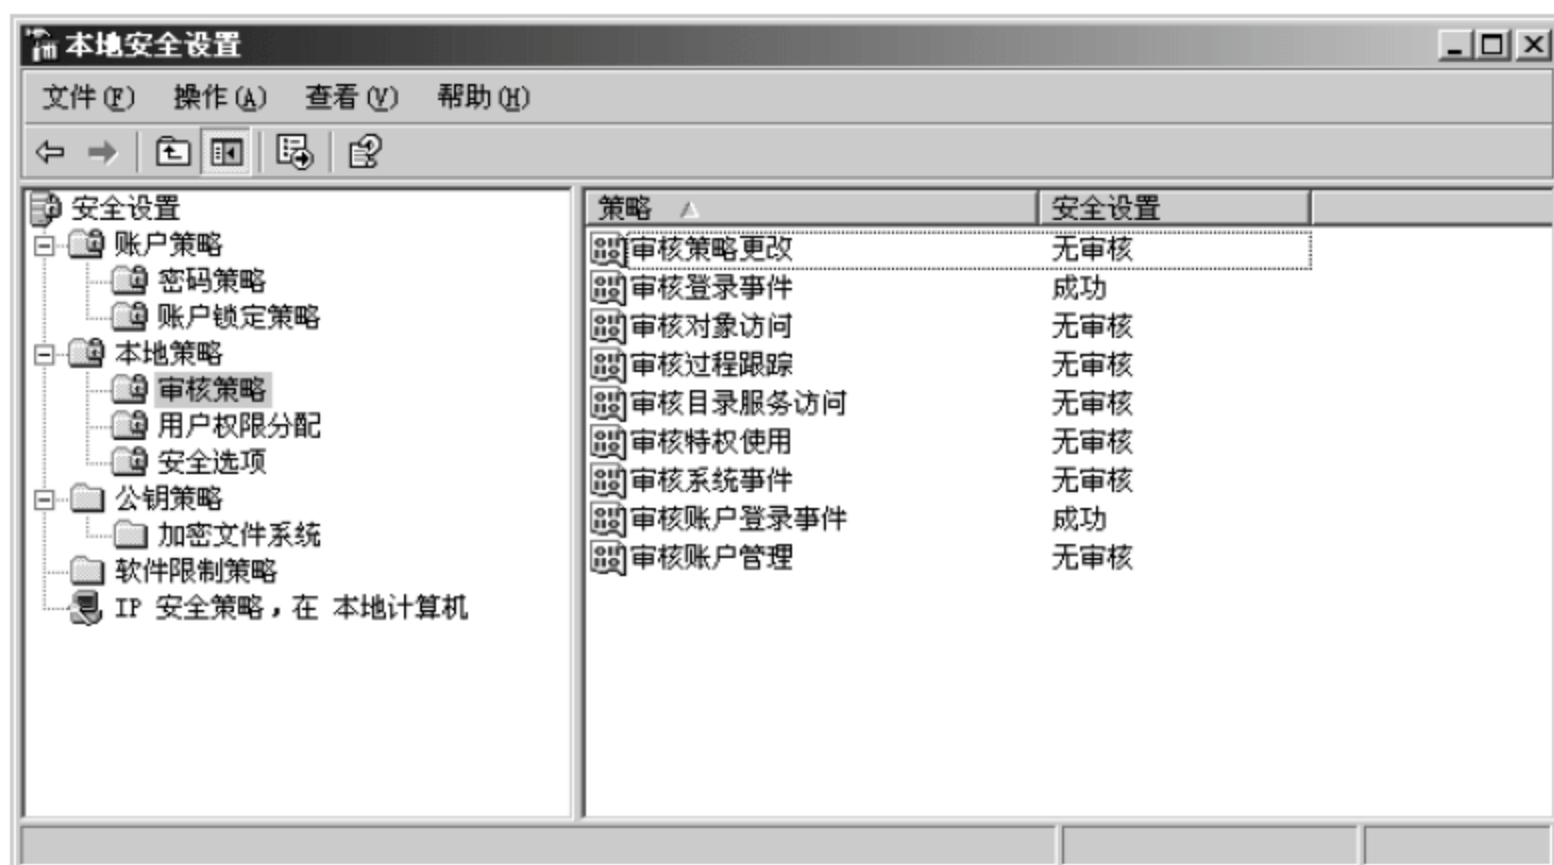 本地安全设置
文件(F) 操作(A) 查看(V) 帮助(H)
安全设置
账户策略
密码策略
账户锁定策略
本地策略
审核策略
用户权限分配
安全选项
公钥策略
加密文件系统
软件限制策略
IP 安全策略，在 本地计算机
策略 安全设置
审核策略更改 无审核
审核登录事件 成功
审核对象访问 无审核
审核过程跟踪 无审核
审核目录服务访问 无审核
审核特权使用 无审核
审核系统事件 无审核
审核账户登录事件 成功
审核账户管理 无审核